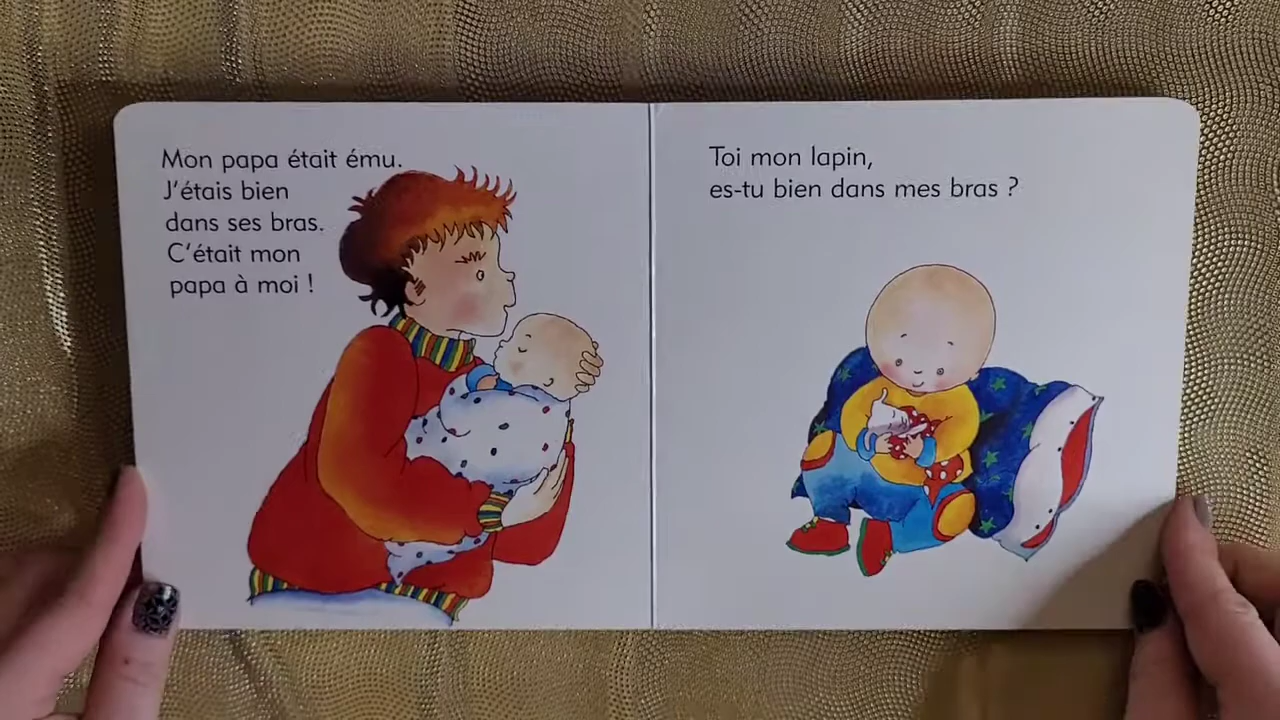 Mon papa était ému.
J'étais bien
dans ses bras.
C'était mon
papa à moi !
Toi mon lapin,
es-tu bien dans mes bras ?